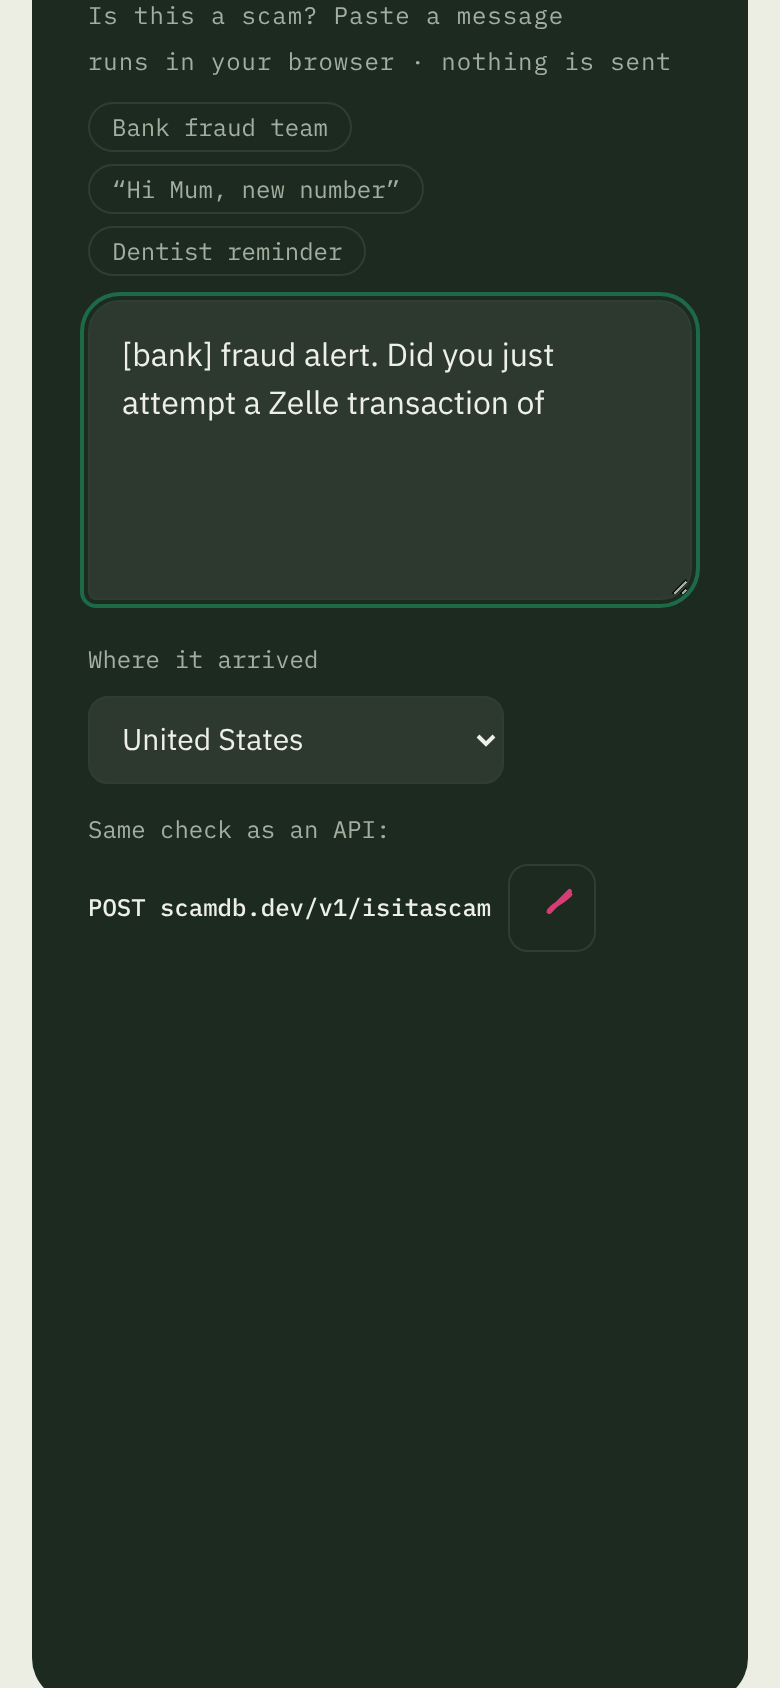 Is this a scam? Paste a message
runs in your browser · nothing is sent
Bank fraud team
“Hi Mum, new number”
Dentist reminder
[bank] fraud alert. Did you just
attempt a Zelle transaction of
Where it arrived
United States
Same check as an API:
POST scamdb.dev/v1/isitascam